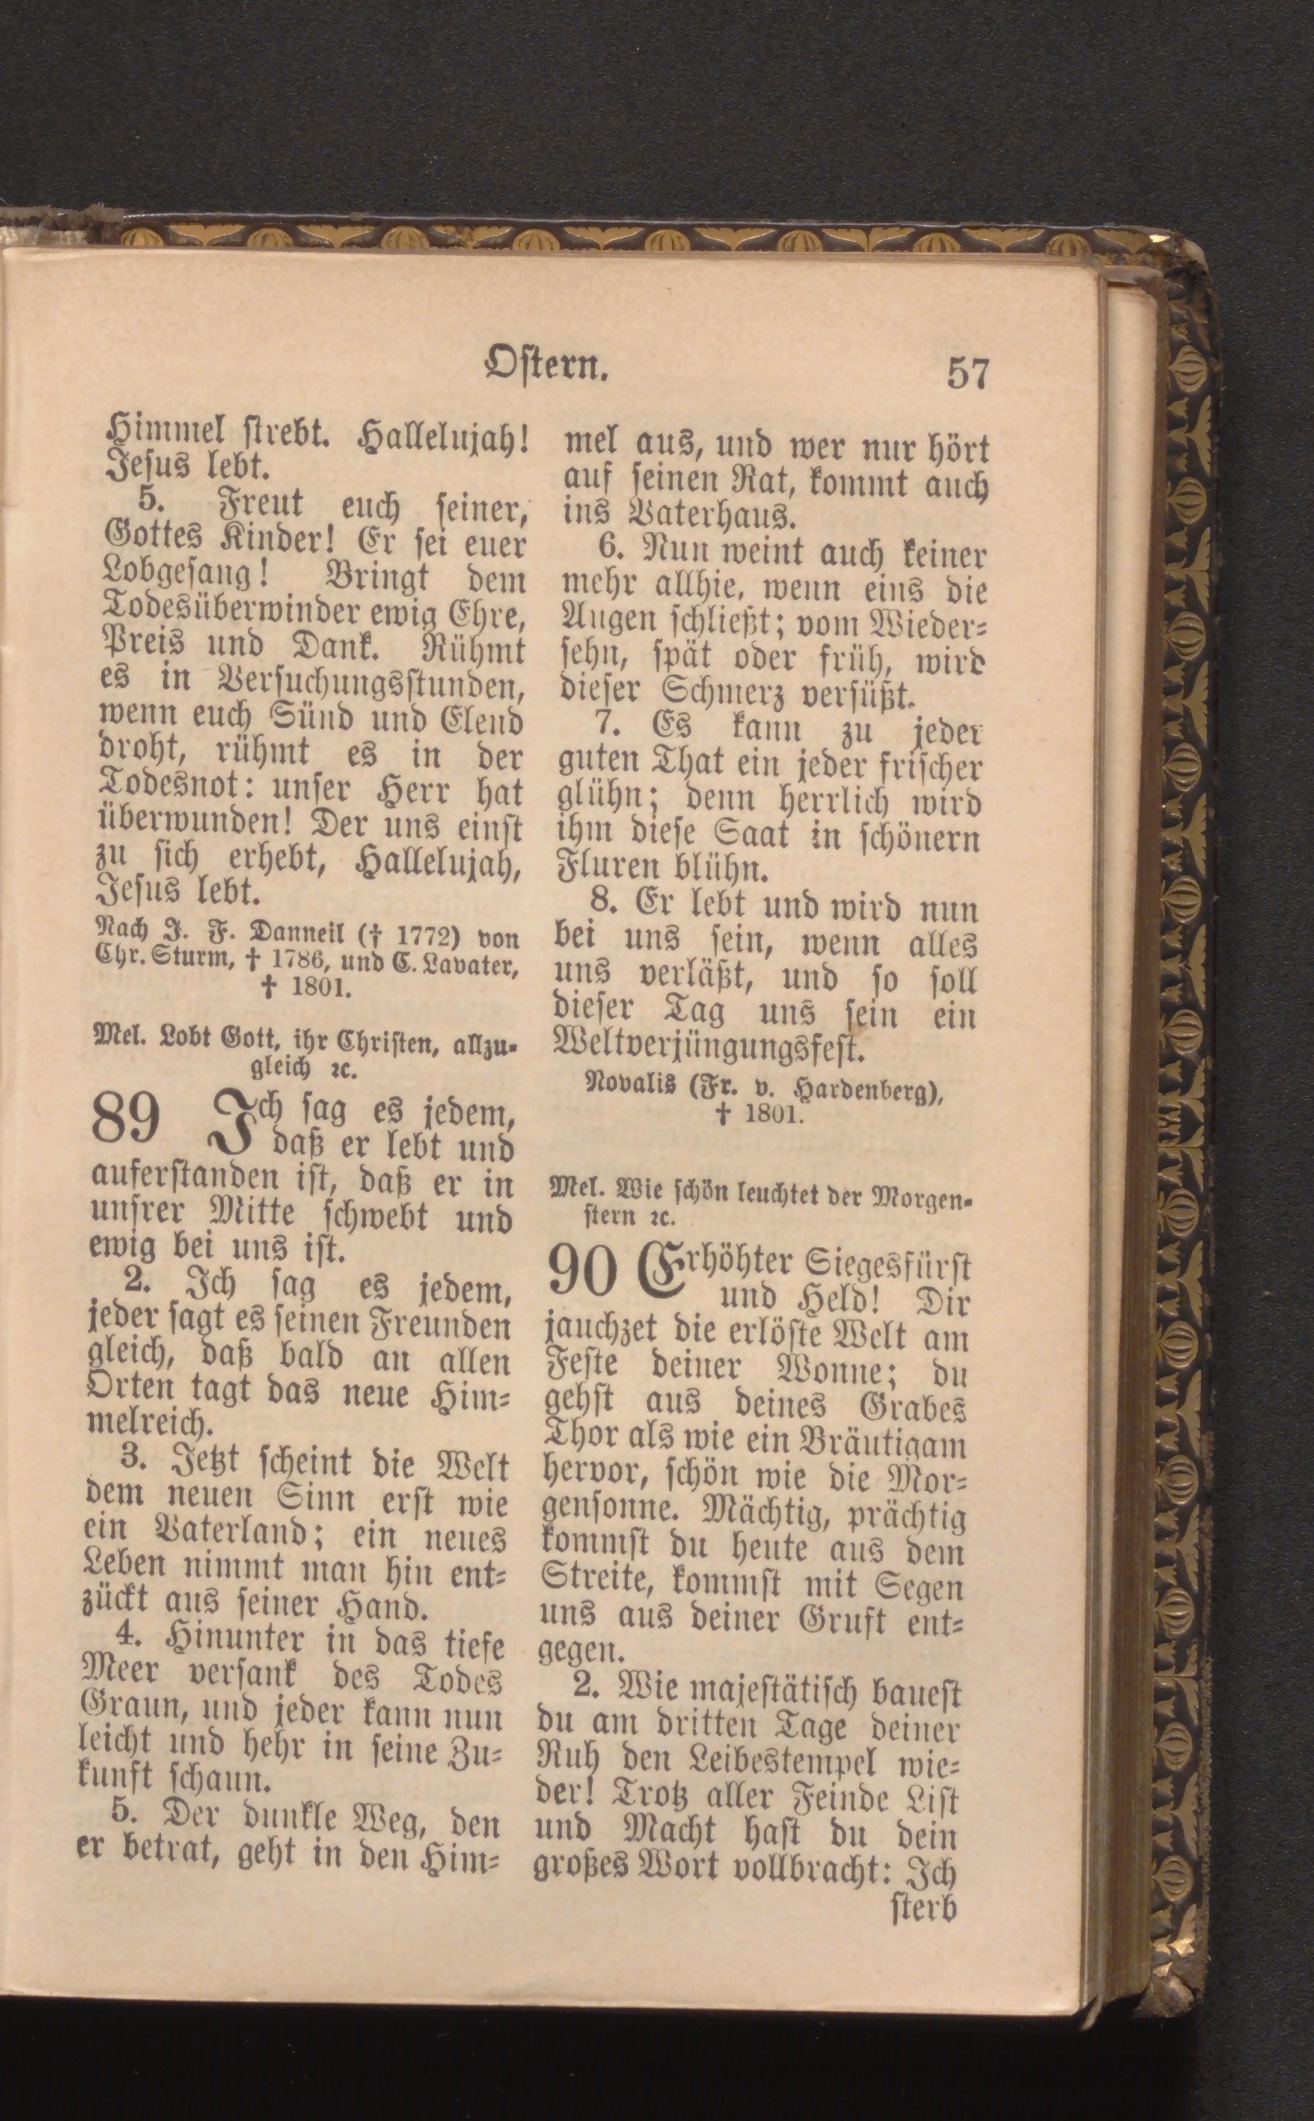 Ostern.
57
Himmel strebt. Hallelujah!
Jesus lebt.
5. Freut euch seiner,
Gottes Kinder! Er sei euer
Lobgesang! Bringt dem
Todesüberwinder ewig Ehre,
Preis und Dank. Rühmt
es in Versuchungsstunden,
wenn euch Sünd und Elend
droht, rühmt es in der
Todesnot: unser Herr hat
überwunden! Der uns einst
zu sich erhebt, Hallelujah,
Jesus lebt.
Nach J. F. Danneil († 1772) von
Chr. Sturm, † 1786, und C. Lavater,
† 1801.
Mel. Lobt Gott, ihr Christen, allzu-
gleich ꝛc.
89 Ich sag es jedem,
daß er lebt und
auferstanden ist, daß er in
unsrer Mitte schwebt und
ewig bei uns ist.
2. Ich sag es jedem,
jeder sagt es seinen Freunden
gleich, daß bald an allen
Orten tagt das neue Him-
melreich.
3. Jetzt scheint die Welt
dem neuen Sinn erst wie
ein Vaterland; ein neues
Leben nimmt man hin ent-
zückt aus seiner Hand.
4. Hinunter in das tiefe
Meer versank des Todes
Graun, und jeder kann nun
leicht und hehr in seine Zu-
kunft schaun.
5. Der dunkle Weg, den
er betrat, geht in den Him-
mel aus, und wer nur hört
auf seinen Rat, kommt auch
ins Vaterhaus.
6. Nun weint auch keiner
mehr allhie, wenn eins die
Augen schließt; vom Wieder-
sehn, spät oder früh, wird
dieser Schmerz versüßt.
7. Es kann zu jeder
guten That ein jeder frischer
glühn; denn herrlich wird
ihm diese Saat in schönern
Fluren blühn.
8. Er lebt und wird nun
bei uns sein, wenn alles
uns verläßt, und so soll
dieser Tag uns sein ein
Weltverjüngungsfest.
Novalis (Fr. v. Hardenberg),
† 1801.
Mel. Wie schön leuchtet der Morgen-
stern ꝛc.
90 Erhöhter Siegesfürst
und Held! Dir
jauchzet die erlöste Welt am
Feste deiner Wonne; du
gehst aus deines Grabes
Thor als wie ein Bräutigam
hervor, schön wie die Mor-
gensonne. Mächtig, prächtig
kommst du heute aus dem
Streite, kommst mit Segen
uns aus deiner Gruft ent-
gegen.
2. Wie majestätisch bauest
du am dritten Tage deiner
Ruh den Leibestempel wie-
der! Trotz aller Feinde List
und Macht hast du dein
großes Wort vollbracht: Ich
sterb